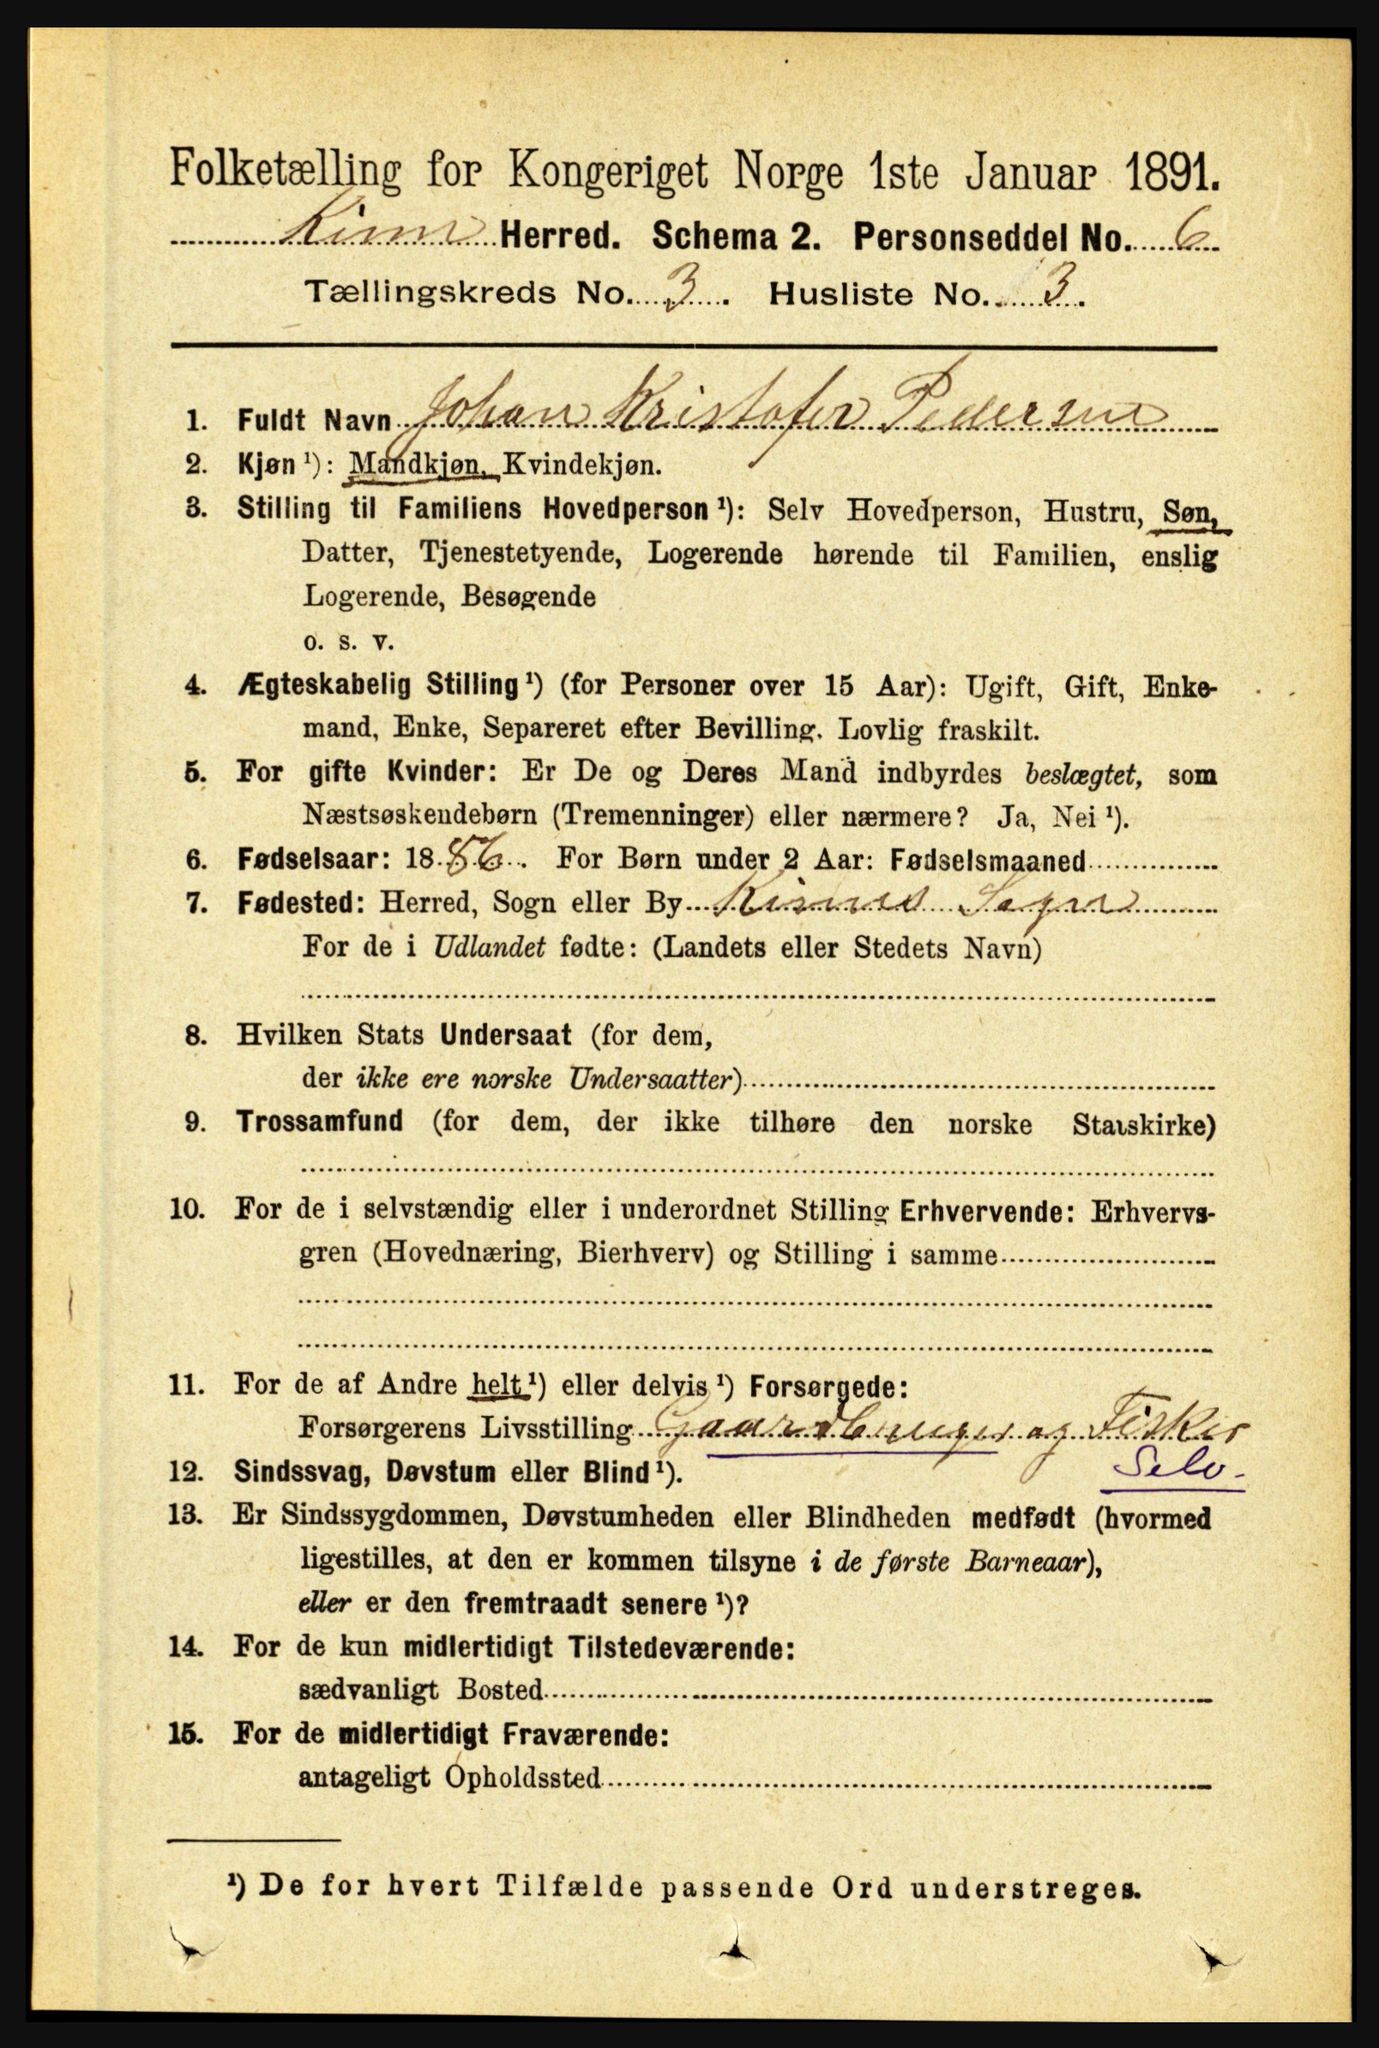 Folketælling for Kongeriget Norge 1ste Januar 1891.
Kinn Herred. Schema 2. Personseddel No. 6
Tællingskreds No. 3. Husliste No. 3.
1. Fuldt Navn Johan Kristofer Pedersen
2. Kjøn ¹): Mandkjøn, Kvindekjøn.
3. Stilling til Familiens Hovedperson ¹): Selv Hovedperson, Hustru, Søn,
Datter, Tjenestetyende, Logerende hørende til Familien, enslig
Logerende, Besøgende
o. s. v.
4. Ægteskabelig Stilling ¹) (for Personer over 15 Aar): Ugift, Gift, Enke-
mand, Enke, Separeret efter Bevilling. Lovlig fraskilt.
5. For gifte Kvinder: Er De og Deres Mand indbyrdes beslægtet, som
Næstsøskendebørn (Tremenninger) eller nærmere? Ja, Nei ¹).
6. Fødselsaar: 1886. For Børn under 2 Aar: Fødselsmaaned
7. Fødested: Herred, Sogn eller By Kinns Sogn
For de i Udlandet fødte: (Landets eller Stedets Navn)
8. Hvilken Stats Undersaat (for dem,
der ikke ere norske Undersaatter)
9. Trossamfund (for dem, der ikke tilhøre den norske Statskirke)
10. For de i selvstændig eller i underordnet Stilling Erhvervende: Erhvervs-
gren (Hovednæring, Bierhverv) og Stilling i samme
11. For de af Andre helt ¹) eller delvis ¹) Forsørgede:
Forsørgerens Livsstilling Gaardbruger og Fisker
Selv.
12. Sindssvag, Døvstum eller Blind ¹).
13. Er Sindssygdommen, Døvstumheden eller Blindheden medfødt (hvormed
ligestilles, at den er kommen tilsyne i de første Barneaar),
eller er den fremtraadt senere ¹)?
14. For de kun midlertidigt Tilstedeværende:
sædvanligt Bosted
15. For de midlertidigt Fraværende:
antageligt Opholdssted
¹) De for hvert Tilfælde passende Ord understreges.